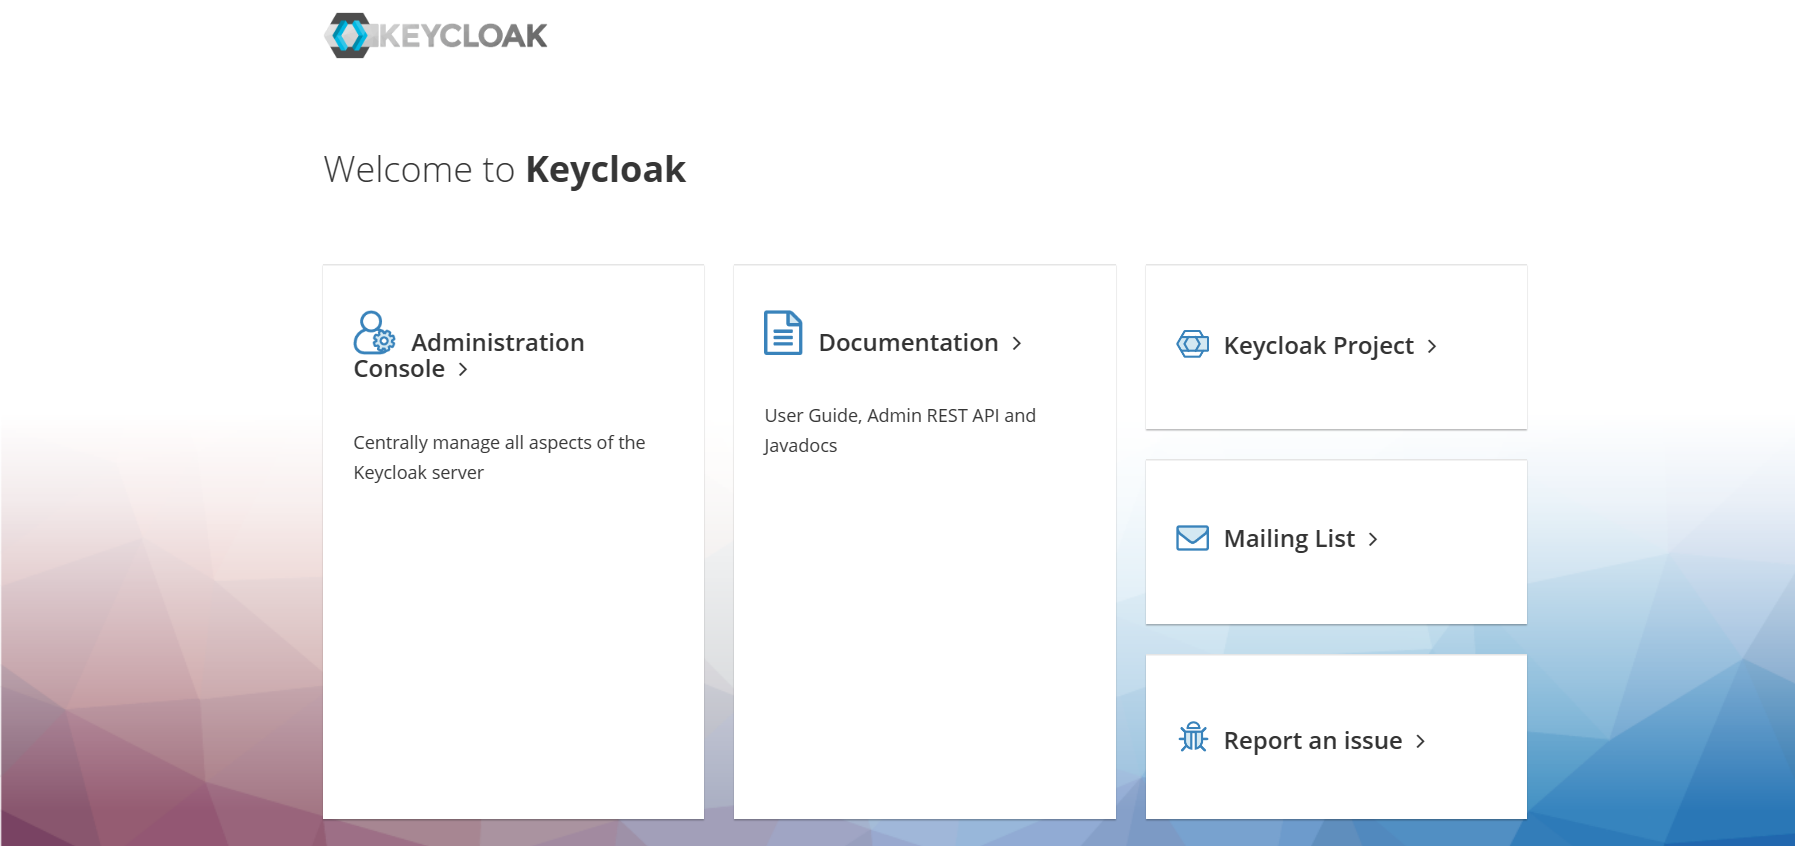 KEYCLOAK
Welcome to Keycloak
Administration
Console
Centrally manage all aspects of the
Keycloak server
Documentation
User Guide, Admin REST API and
Javadocs
Keycloak Project
Mailing List
Report an issue